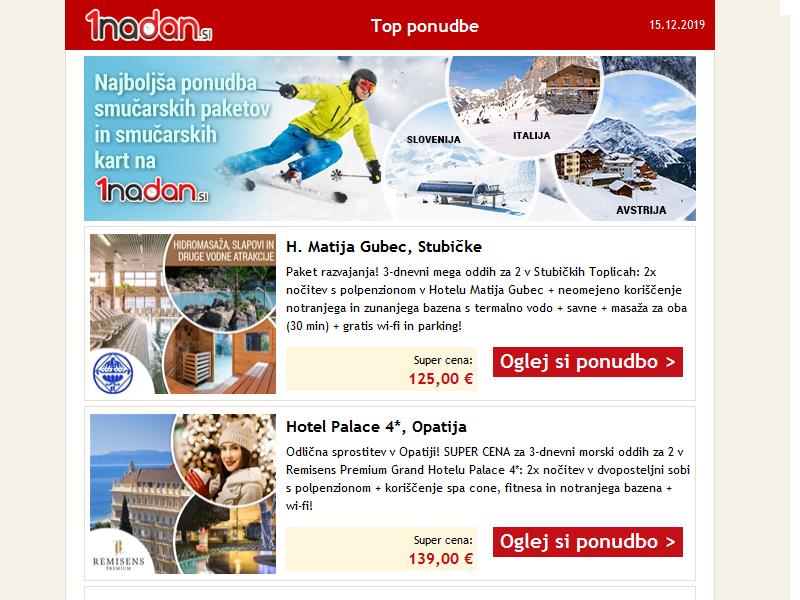 1nadan.si
Top ponudbe
15.12.2019
Najboljša ponudba
smučarskih paketov
in smučarskih
kart na
1nadan.si
SLOVENIJA
ITALIJA
AVSTRIJA
HIDROMASAŽA, SLAPOVI IN
DRUGE VODNE ATRAKCIJE
H. Matija Gubec, Stubičke
Paket razvajanja! 3-dnevni mega oddih za 2 v Stubičkih Toplicah: 2x
nočitev s polpenzionom v Hotelu Matija Gubec + neomejeno koriščenje
notranjega in zunanjega bazena s termalno vodo + savne + masaža za oba
(30 min) + gratis wi-fi in parking!
Super cena:
125,00 €
Oglej si ponudbo >
REMISENS
PREMIUM
Hotel Palace 4*, Opatija
Odlična sprostitev v Opatiji! SUPER CENA za 3-dnevni morski oddih za 2 v
Remisens Premium Grand Hotelu Palace 4*: 2x nočitev v dvoposteljni sobi
s polpenzionom + koriščenje spa cone, fitnesa in notranjega bazena +
wi-fi!
Super cena:
139,00 €
Oglej si ponudbo >